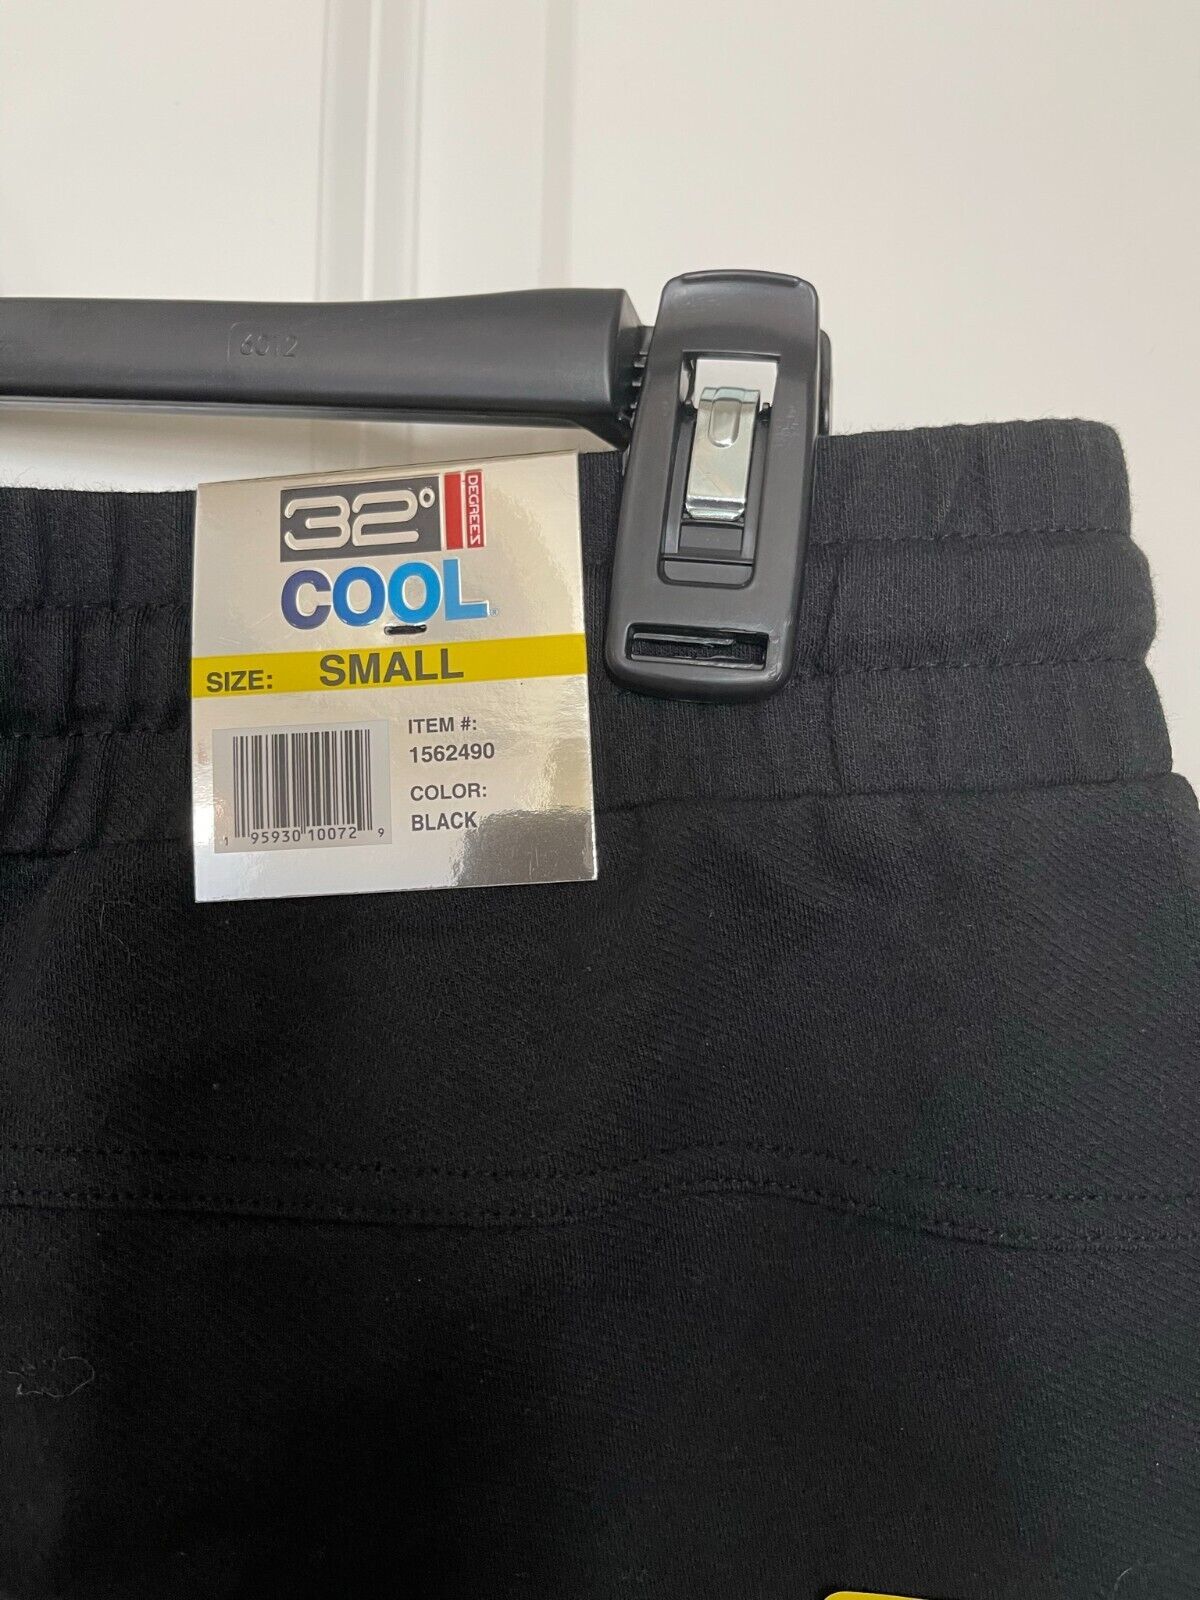 6012
32°
DEGREES
COOL®
SIZE: SMALL
ITEM #:
1562490
COLOR:
BLACK
1 95930 10072 9